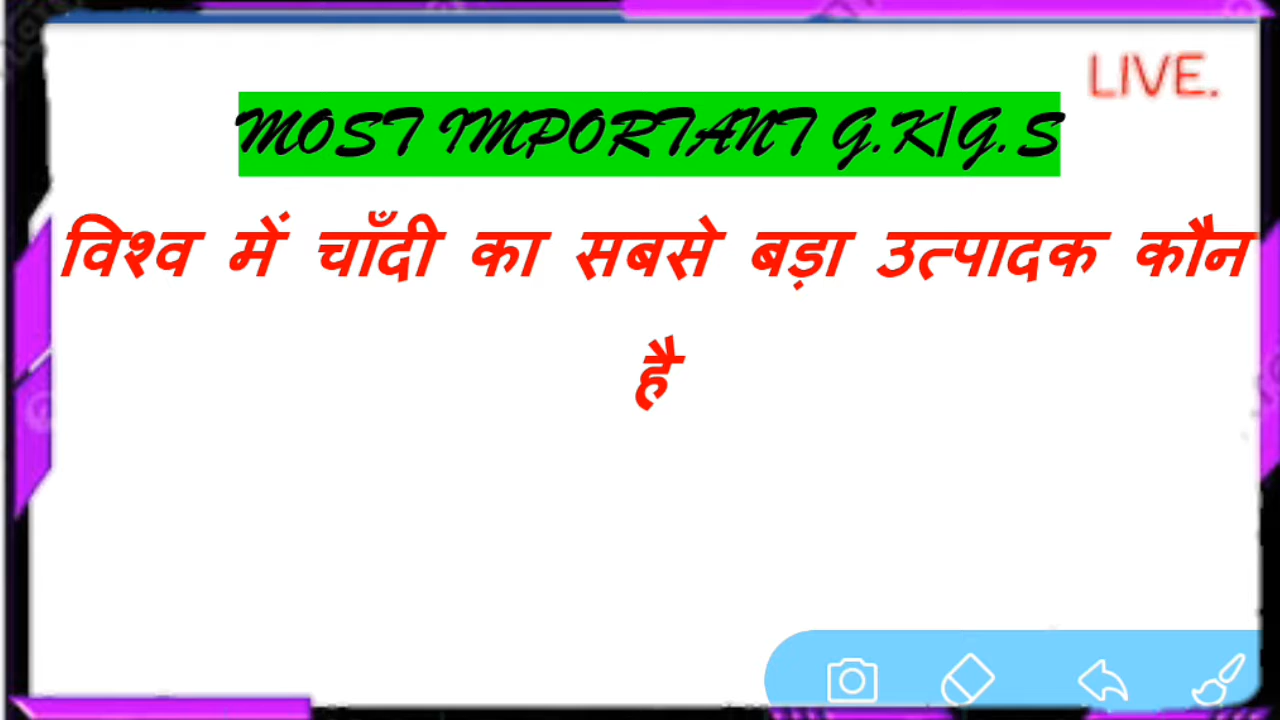 LIVE.
MOST IMPORTANT G.K|G.S
विश्व में चाँदी का सबसे बड़ा उत्पादक कौन
है